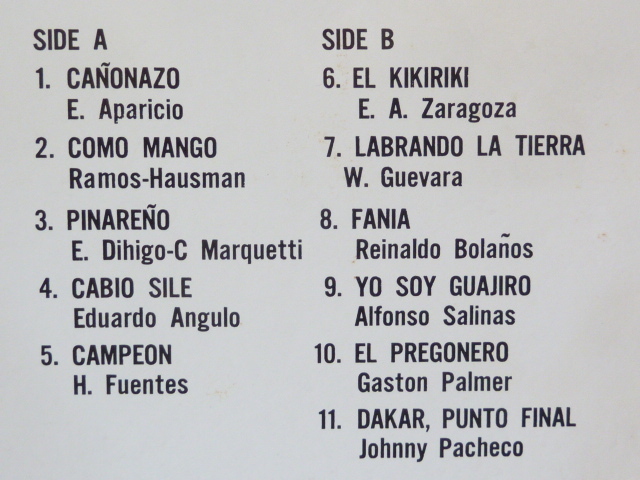 SIDE A
1. CAÑONAZO
E. Aparicio
2. COMO MANGO
Ramos-Hausman
3. PINAREÑO
E. Dihigo-C Marquetti
4. CABIO SILE
Eduardo Angulo
5. CAMPEON
H. Fuentes
SIDE B
6. EL KIKIRIKI
E. A. Zaragoza
7. LABRANDO LA TIERRA
W. Guevara
8. FANIA
Reinaldo Bolaños
9. YO SOY GUAJIRO
Alfonso Salinas
10. EL PREGONERO
Gaston Palmer
11. DAKAR, PUNTO FINAL
Johnny Pacheco